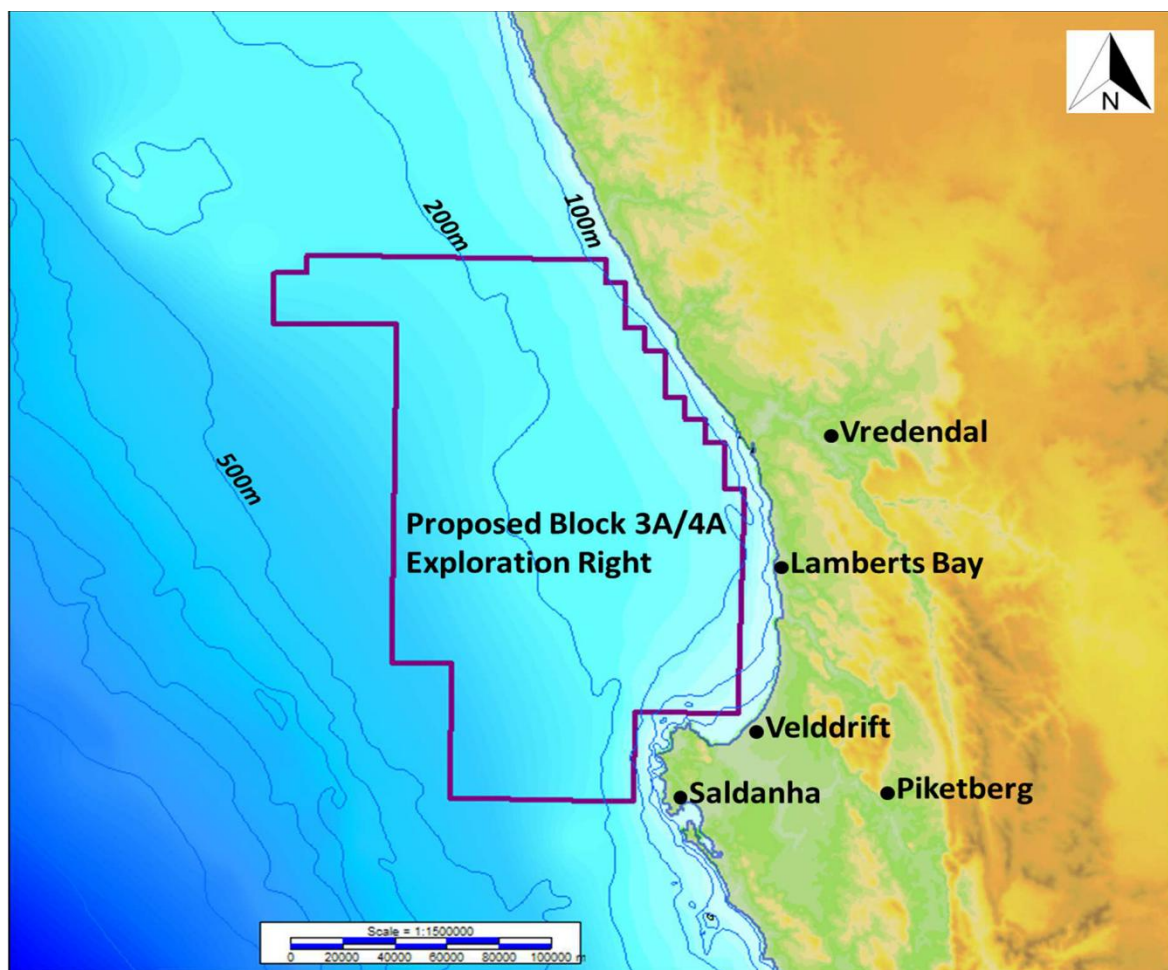 N
200m
100m
Vredendal
500m
Proposed Block 3A/4A
Exploration Right
Lamberts Bay
Velddrift
Saldanha
Piketberg
Scale = 1:1500000
0 20000 40000 60000 80000 100000 m